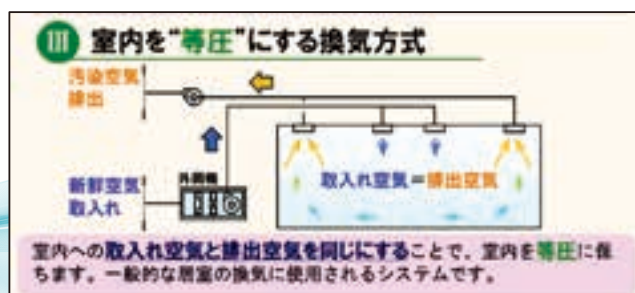 III 室内を“等圧”にする換気方式
汚染空気
排出
新鮮空気
取入れ
外調機
取入れ空気=排出空気
室内への取入れ空気と排出空気を同じにすることで、室内を等圧に保
ちます。一般的な居室の換気に使用されるシステムです。